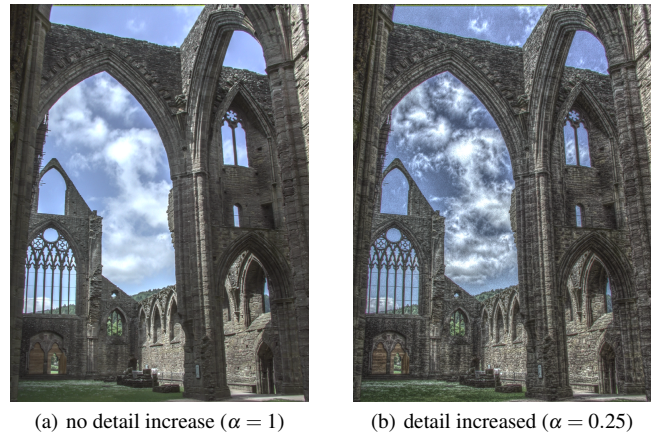 (a) no detail increase (α = 1)
(b) detail increased (α = 0.25)